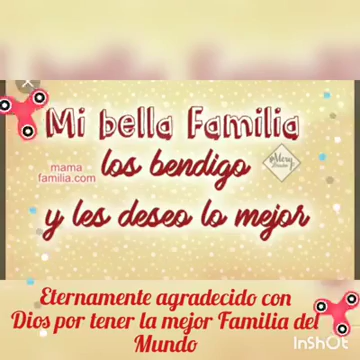 Mi bella Familia
los bendigo
mama
familia.com
y les deseo lo mejor
Eternamente agradecido con
Dios por tener la mejor Familia del
Mundo
InShOt